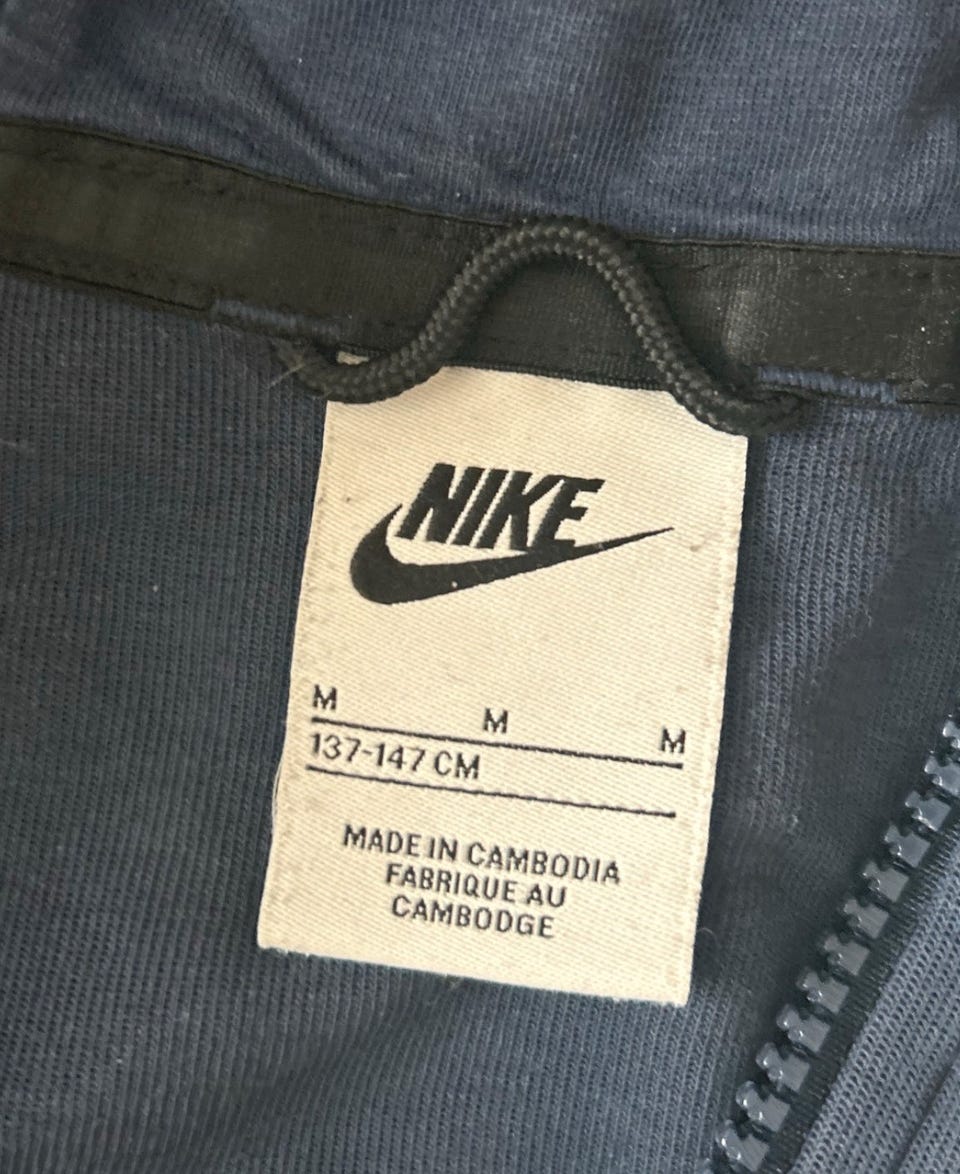 NIKE
M M M
137-147 CM
MADE IN CAMBODIA
FABRIQUE AU
CAMBODGE